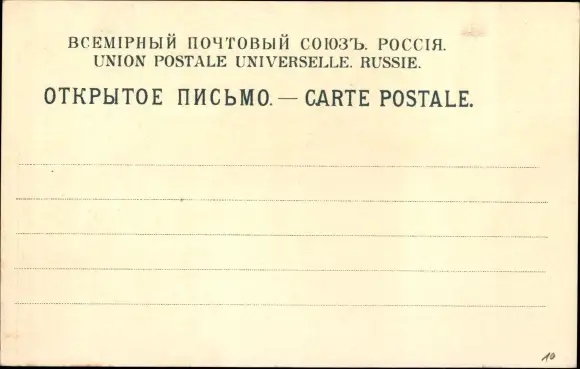 ВСЕМІРНЫЙ ПОЧТОВЫЙ СОЮЗЪ. РОССІЯ.
UNION POSTALE UNIVERSELLE. RUSSIE.
ОТКРЫТОЕ ПИСЬМО. — CARTE POSTALE.
10